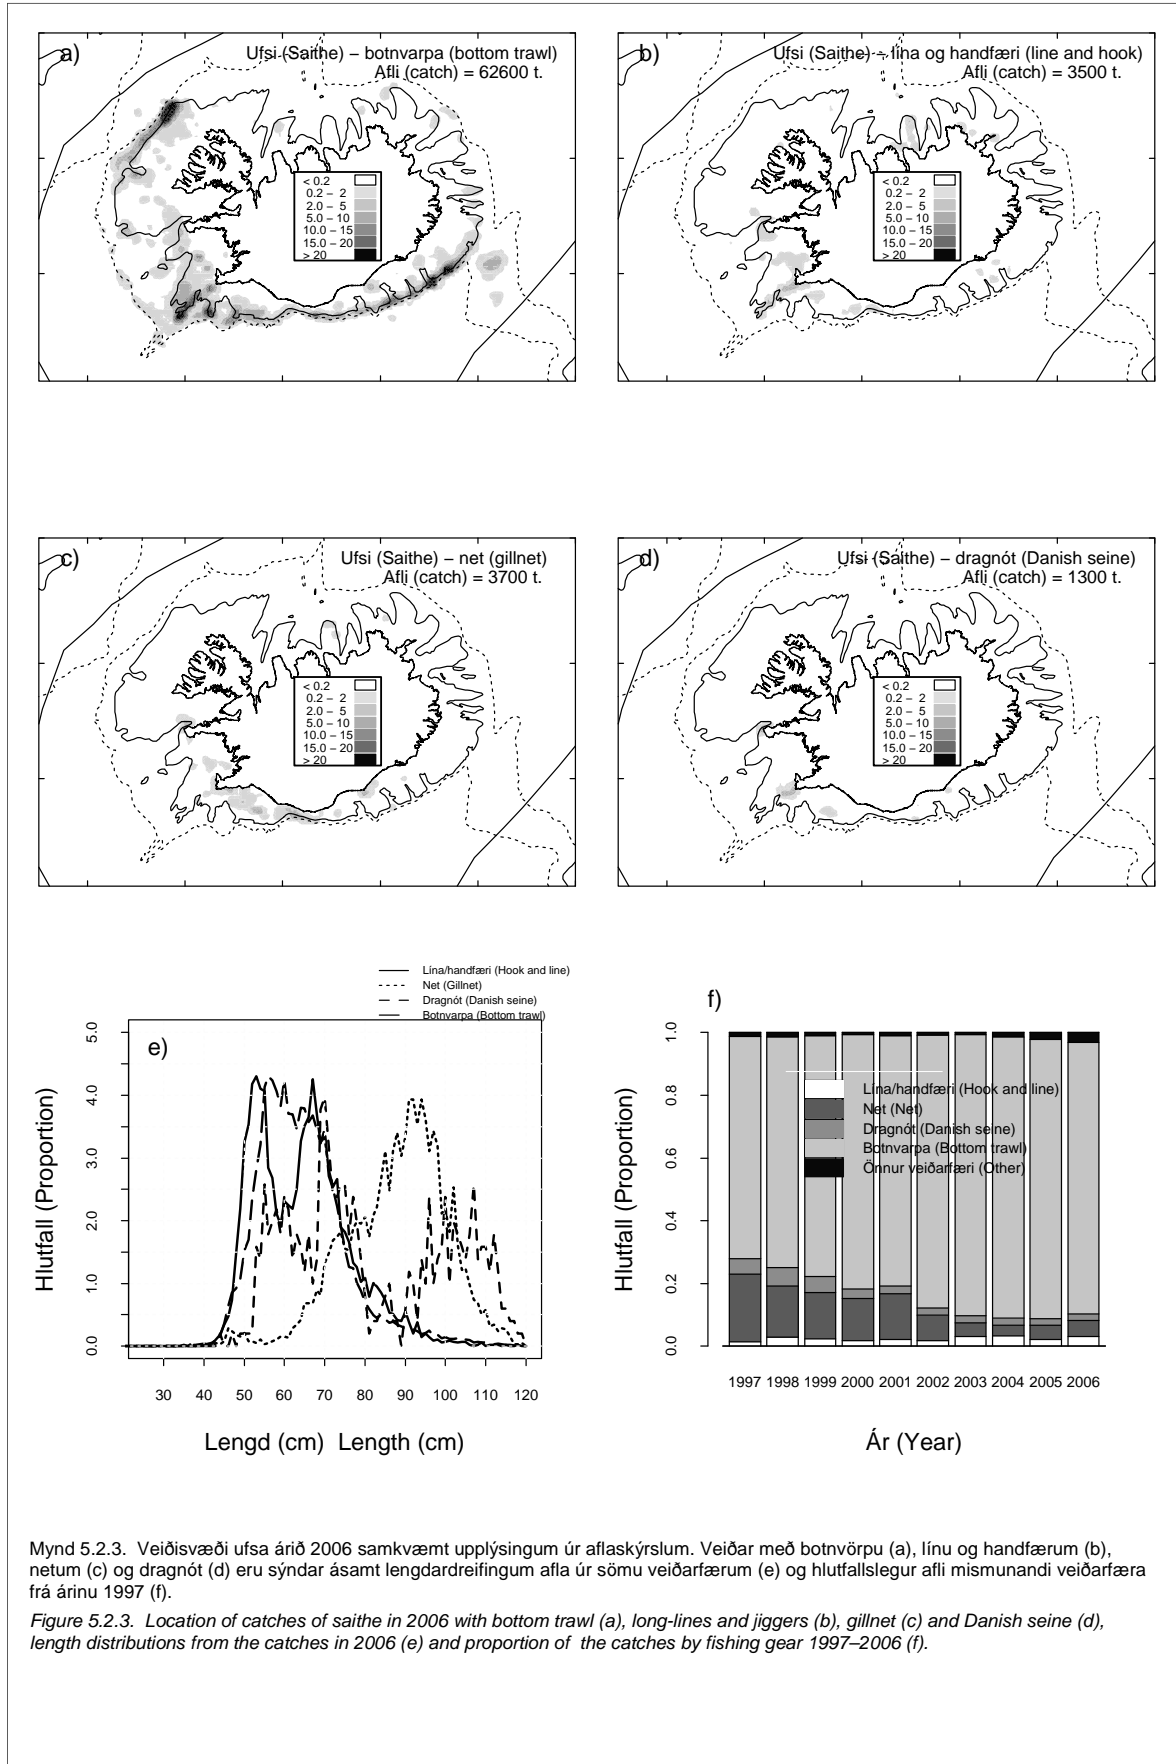 a)
Ufsi (Saithe) – botnvarpa (bottom trawl)
Afli (catch) = 62600 t.
< 0.2
0.2 – 2
2.0 – 5
5.0 – 10
10.0 – 15
15.0 – 20
> 20
b)
Ufsi (Saithe) – lína og handfæri (line and hook)
Afli (catch) = 3500 t.
< 0.2
0.2 – 2
2.0 – 5
5.0 – 10
10.0 – 15
15.0 – 20
> 20
c)
Ufsi (Saithe) – net (gillnet)
Afli (catch) = 3700 t.
< 0.2
0.2 – 2
2.0 – 5
5.0 – 10
10.0 – 15
15.0 – 20
> 20
d)
Ufsi (Saithe) – dragnót (Danish seine)
Afli (catch) = 1300 t.
< 0.2
0.2 – 2
2.0 – 5
5.0 – 10
10.0 – 15
15.0 – 20
> 20
Lína/handfæri (Hook and line)
Net (Gillnet)
Dragnót (Danish seine)
Botnvarpa (Bottom trawl)
e)
Hlutfall (Proportion)
5.0
4.0
3.0
2.0
1.0
0.0
30 40 50 60 70 80 90 100 110 120
Lengd (cm) Length (cm)
f)
Hlutfall (Proportion)
1.0
0.8
0.6
0.4
0.2
0.0
Lína/handfæri (Hook and line)
Net (Net)
Dragnót (Danish seine)
Botnvarpa (Bottom trawl)
Önnur veiðarfæri (Other)
1997 1998 1999 2000 2001 2002 2003 2004 2005 2006
Ár (Year)
Mynd 5.2.3. Veiðisvæði ufsa árið 2006 samkvæmt upplýsingum úr aflaskýrslum. Veiðar með botnvörpu (a), línu og handfærum (b),
netum (c) og dragnót (d) eru sýndar ásamt lengdardreifingum afla úr sömu veiðarfærum (e) og hlutfallslegur afli mismunandi veiðarfæra
frá árinu 1997 (f).
Figure 5.2.3. Location of catches of saithe in 2006 with bottom trawl (a), long-lines and jiggers (b), gillnet (c) and Danish seine (d),
length distributions from the catches in 2006 (e) and proportion of the catches by fishing gear 1997–2006 (f).